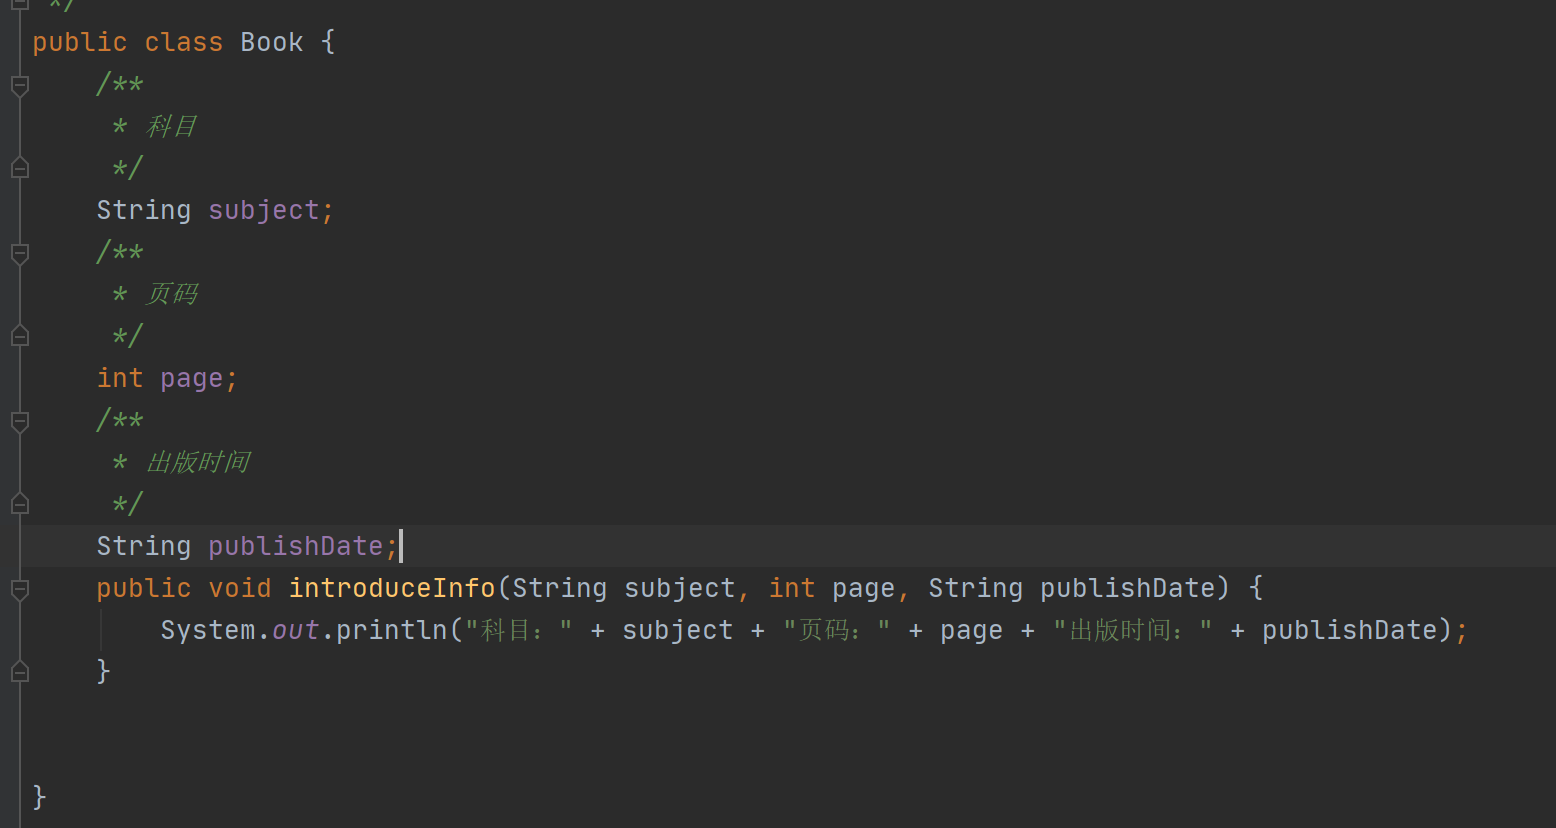 */
public class Book {
/**
* 科目
*/
String subject;
/**
* 页码
*/
int page;
/**
* 出版时间
*/
String publishDate;
public void introduceInfo(String subject, int page, String publishDate) {
System.out.println("科目：" + subject + "页码：" + page + "出版时间：" + publishDate);
}
}